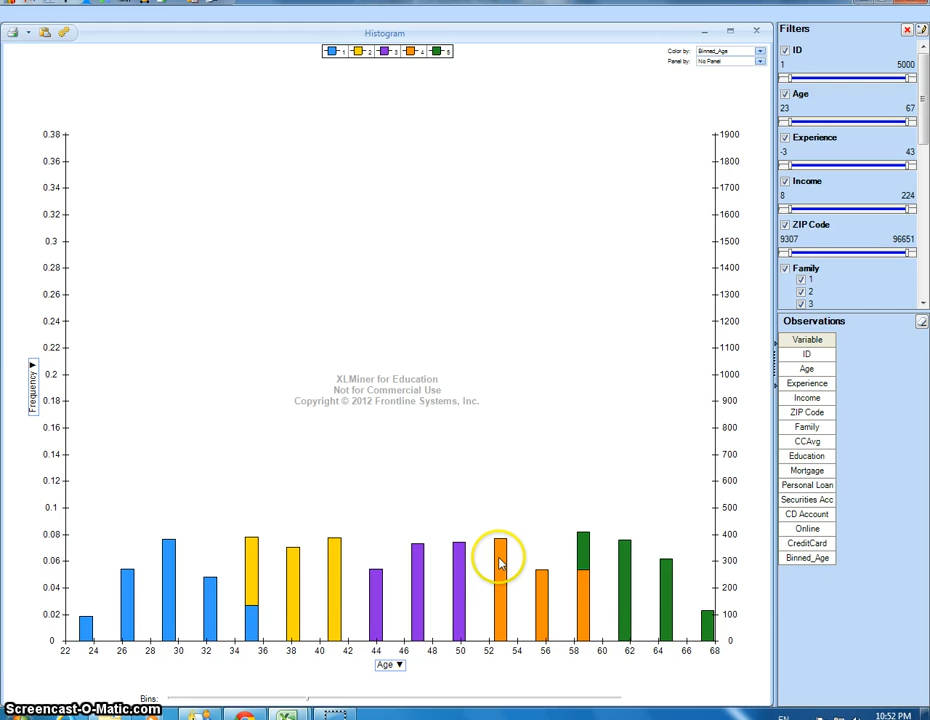 Histogram
1 2 3 4 5
Color by: Binned_Age
Panel by: No Panel
0.38
0.36
0.34
0.32
0.3
0.28
0.26
0.24
0.22
0.2
0.18
0.16
0.14
0.12
0.1
0.08
0.06
0.04
0.02
0
Frequency ▼
1900
1800
1700
1600
1500
1400
1300
1200
1100
1000
900
800
700
600
500
400
300
200
100
0
XLMiner for Education
Not for Commercial Use
Copyright © 2012 Frontline Systems, Inc.
22 24 26 28 30 32 34 36 38 40 42 44 46 48 50 52 54 56 58 60 62 64 66 68
Age ▼
Bins:
Filters
ID
1 5000
Age
23 67
Experience
-3 43
Income
8 224
ZIP Code
9307 96651
Family
1
2
3
Observations
Variable
ID
Age
Experience
Income
ZIP Code
Family
CCAvg
Education
Mortgage
Personal Loan
Securities Acc
CD Account
Online
CreditCard
Binned_Age
Screencast-O-Matic.com
EN
10:52 PM